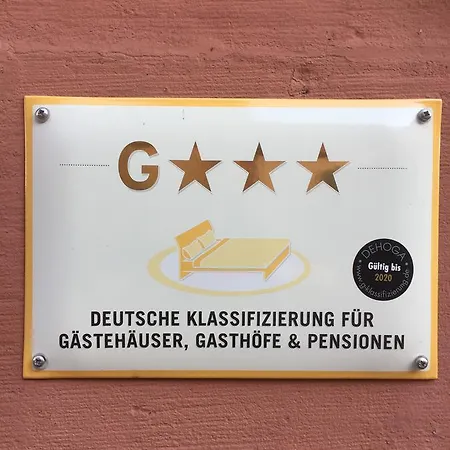 G★★★
DEHOGA
Gültig bis
2020
www.g-klassifizierung.de
DEUTSCHE KLASSIFIZIERUNG FÜR
GÄSTEHÄUSER, GASTHÖFE & PENSIONEN